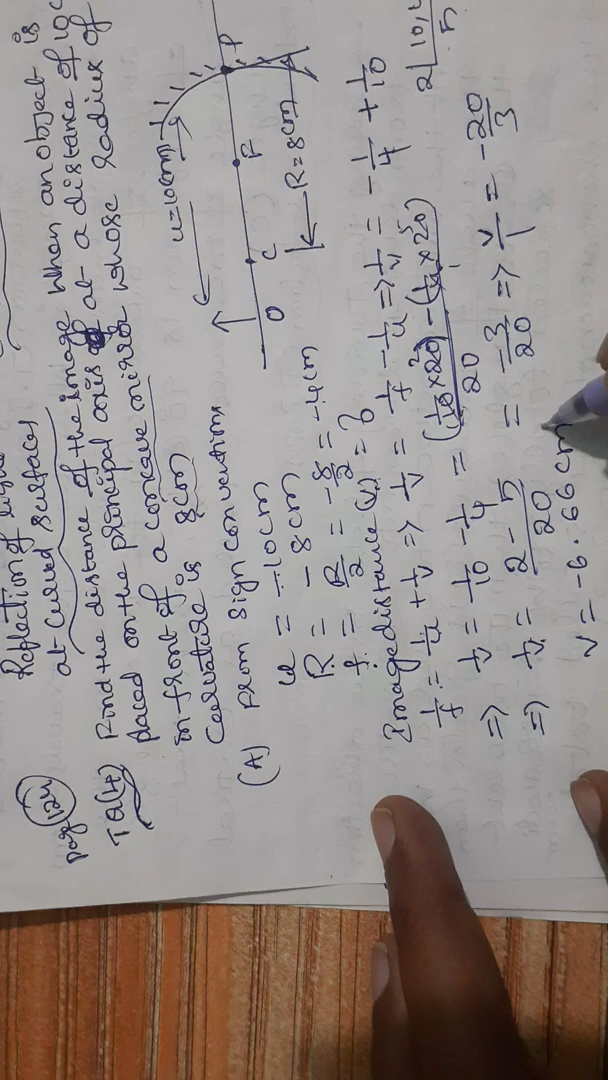 Reflection of light
at curved surfaces
Page 124
TQ(4) Find the distance of the image when an object is
placed on the principal axis at a distance of 10c
in front of a concave mirror whose radius of
curvature is 8cm
(A) From sign convention
u = -10cm
R = -8cm
f = R/2 = -8/2 = -4cm
Image distance (v) = ?
1/f = 1/u + 1/v ⇒ 1/v = 1/f - 1/u ⇒ 1/v = -1/4 + 1/10
⇒ 1/v = 1/10 - 1/4 = (1/10 × 20) - (1/4 × 20) / 20
⇒ 1/v = 2-5/20 = -3/20 ⇒ v/1 = -20/3
v = -6.66cm
u=10cm
P
F
C
O
R=8cm
2
5